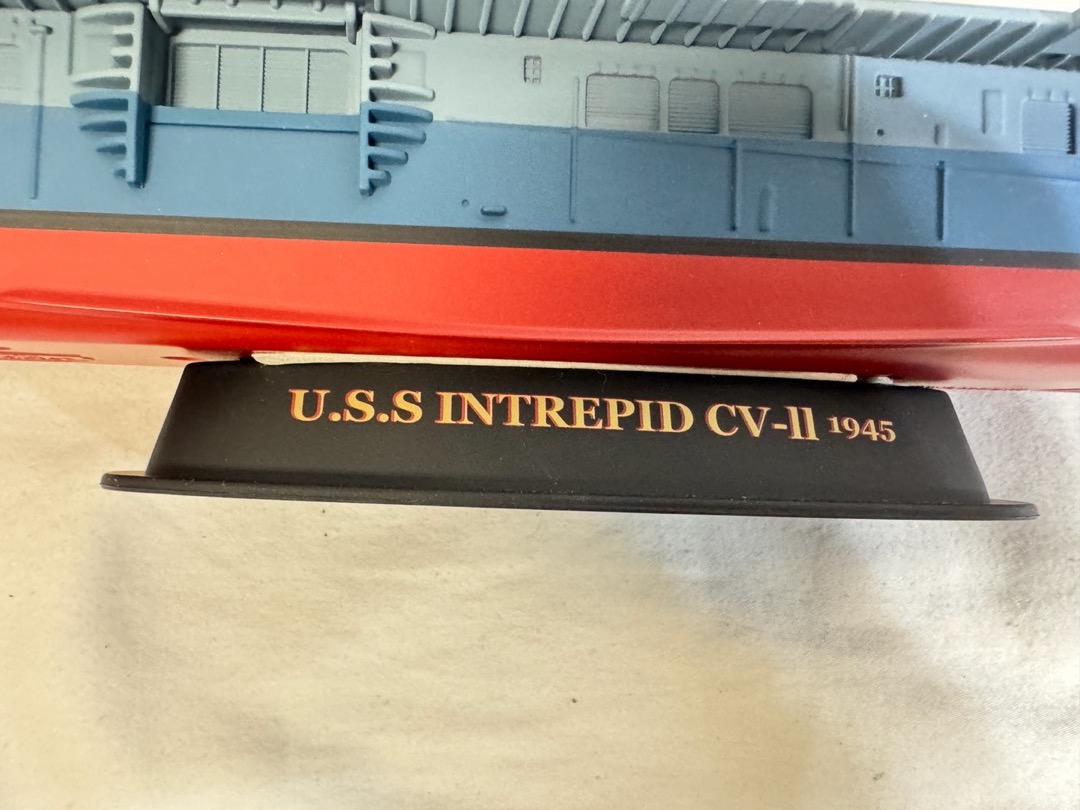 U.S.S INTREPID CV-11 1945